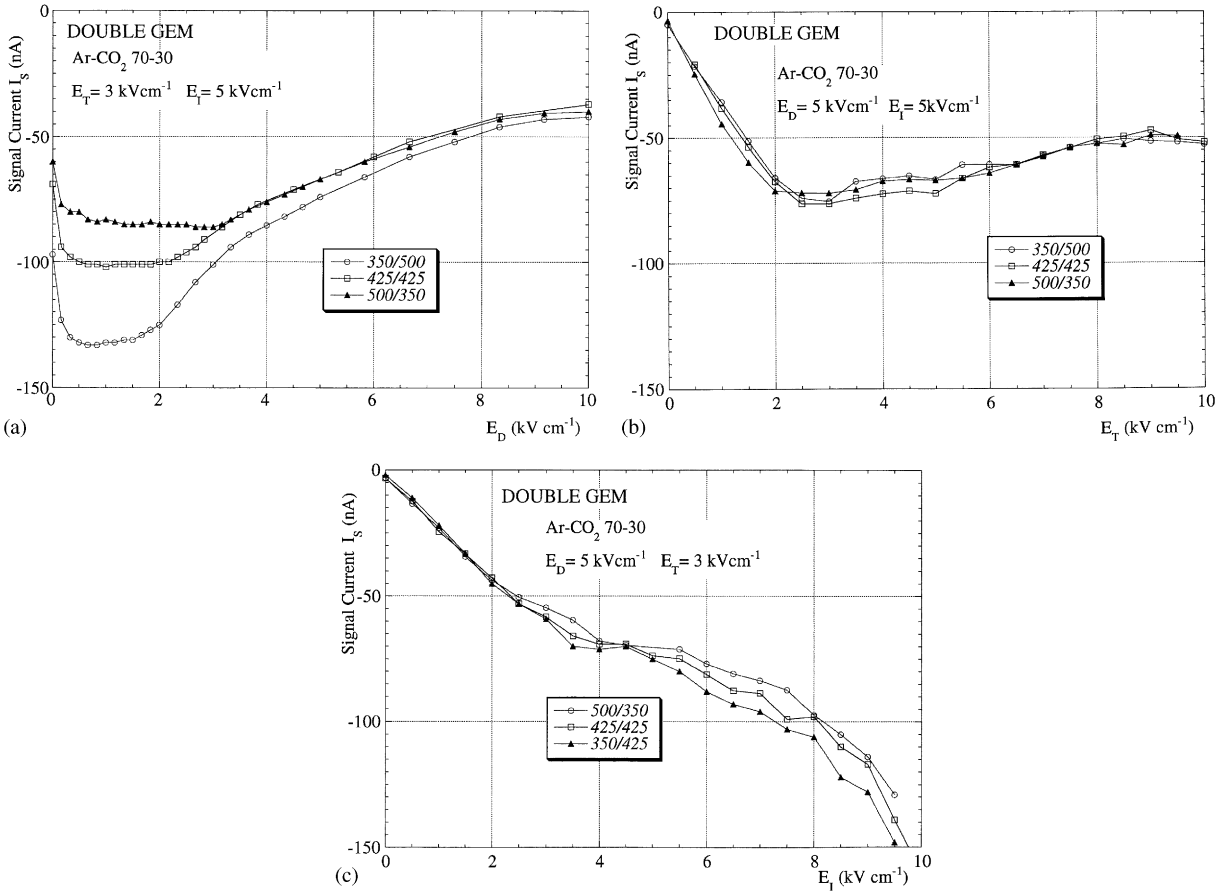 DOUBLE GEM
Ar-CO2 70-30
ET= 3 kVcm-1 EI= 5 kVcm-1
Signal Current IS (nA)
0
-50
-100
-150
350/500
425/425
500/350
0 2 4 6 8 10
(a)
ED (kV cm-1)
DOUBLE GEM
Ar-CO2 70-30
ED= 5 kVcm-1 EI= 5kVcm-1
Signal Current IS (nA)
0
-50
-100
-150
350/500
425/425
500/350
0 2 4 6 8 10
(b)
ET (kV cm-1)
DOUBLE GEM
Ar-CO2 70-30
ED= 5 kVcm-1 ET= 3 kVcm-1
Signal Current IS (nA)
0
-50
-100
-150
500/350
425/425
350/425
0 2 4 6 8 10
(c)
EI (kV cm-1)